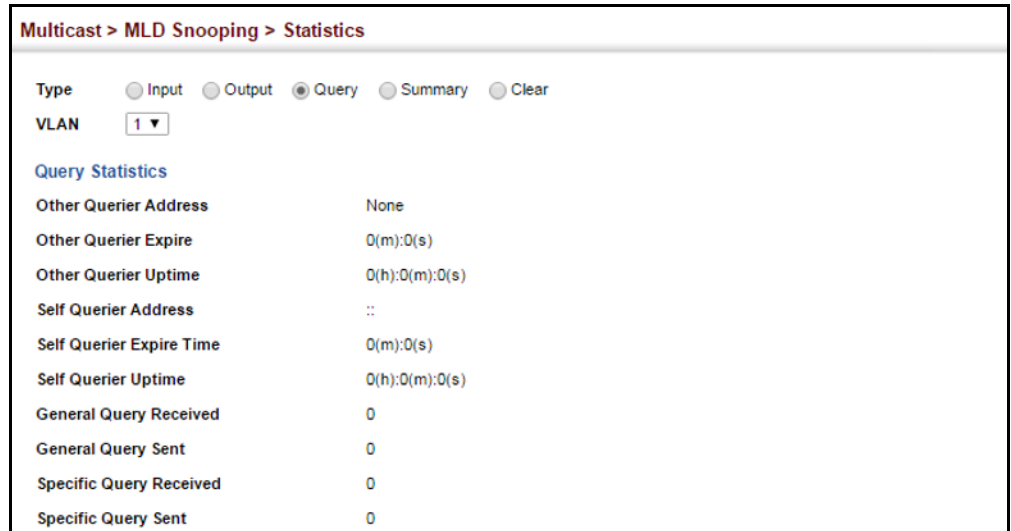 Multicast > MLD Snooping > Statistics
Type Input Output Query Summary Clear
VLAN 1
Query Statistics
Other Querier Address None
Other Querier Expire 0(m):0(s)
Other Querier Uptime 0(h):0(m):0(s)
Self Querier Address ::
Self Querier Expire Time 0(m):0(s)
Self Querier Uptime 0(h):0(m):0(s)
General Query Received 0
General Query Sent 0
Specific Query Received 0
Specific Query Sent 0